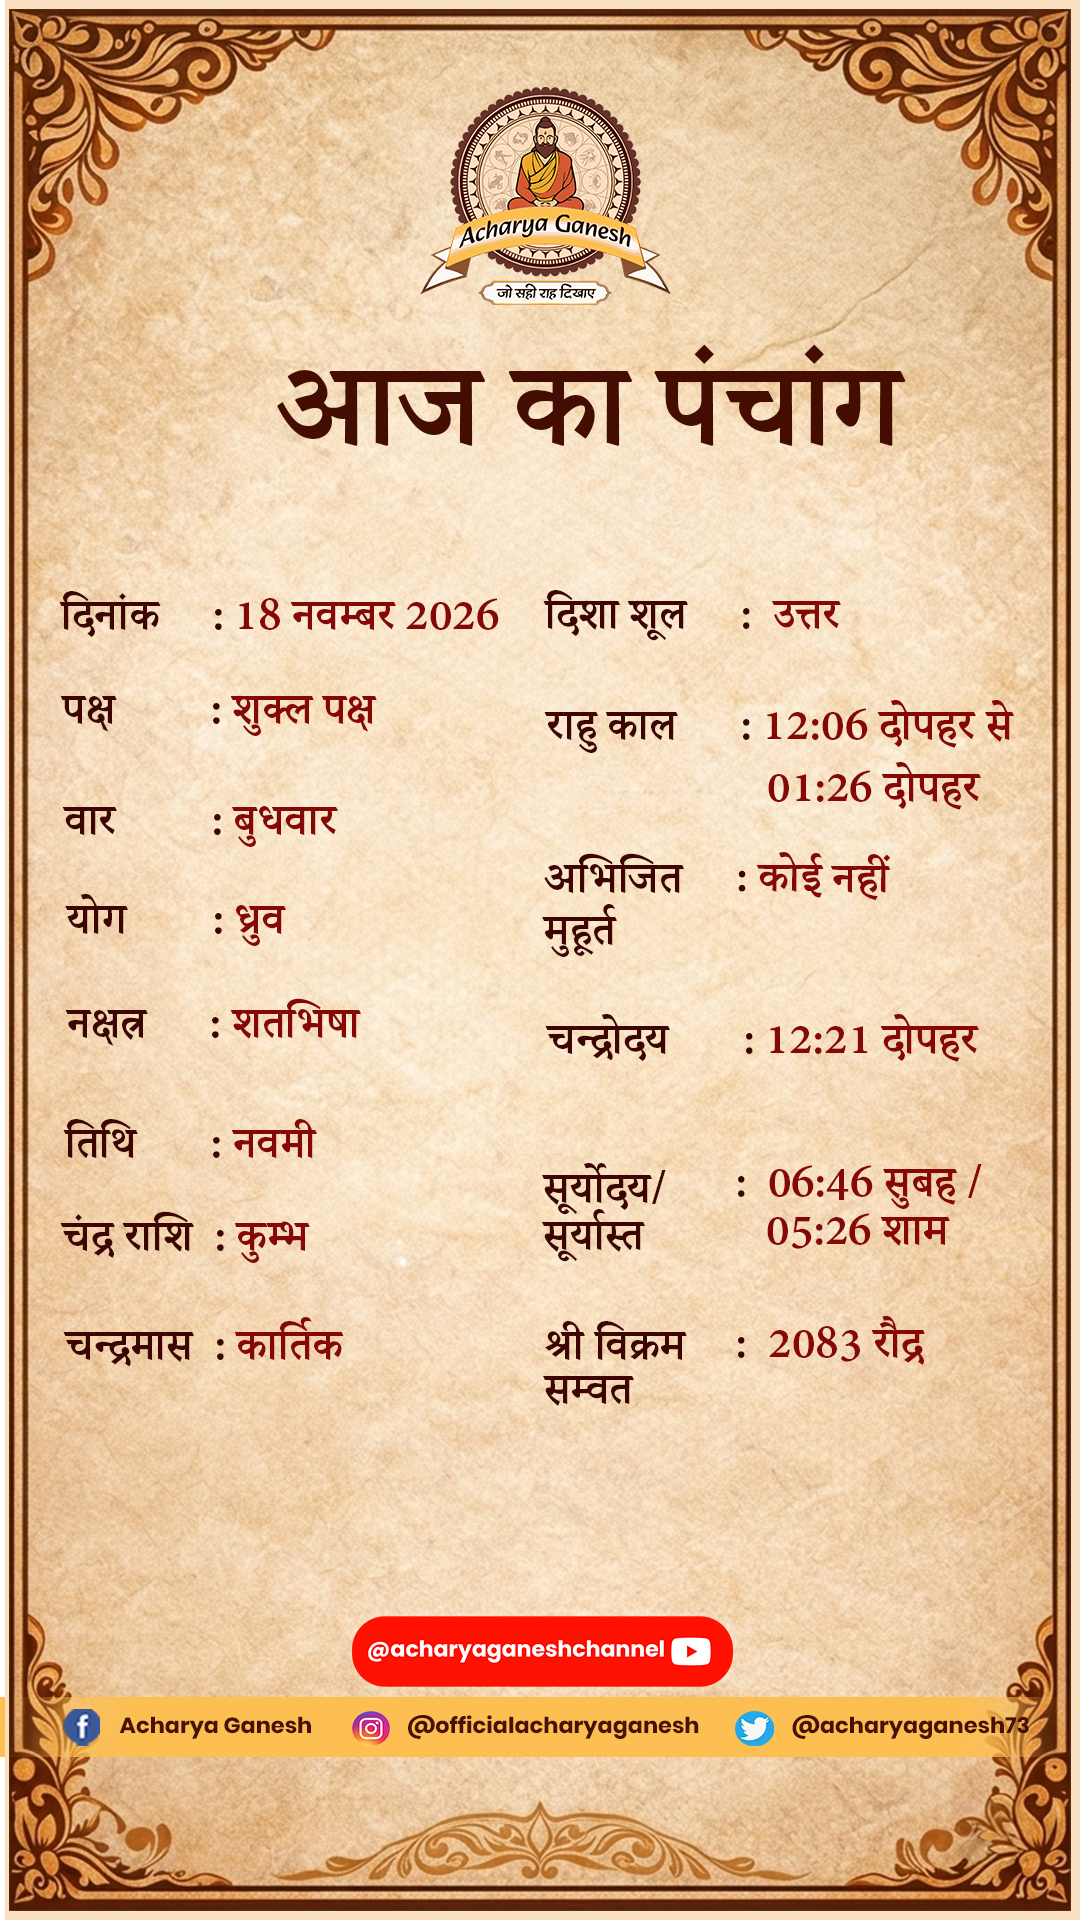 Acharya Ganesh
जो सही राह दिखाए
आज का पंचांग
दिनांक : 18 नवम्बर 2026
पक्ष : शुक्ल पक्ष
वार : बुधवार
योग : ध्रुव
नक्षत्र : शतभिषा
तिथि : नवमी
चंद्र राशि : कुम्भ
चन्द्रमास : कार्तिक
दिशा शूल : उत्तर
राहु काल : 12:06 दोपहर से
01:26 दोपहर
अभिजित : कोई नहीं
मुहूर्त
चन्द्रोदय : 12:21 दोपहर
सूर्योदय/ : 06:46 सुबह /
सूर्यास्त 05:26 शाम
श्री विक्रम : 2083 रौद्र
सम्वत
@acharyaganeshchannel
Acharya Ganesh @officialacharyaganesh @acharyaganesh73